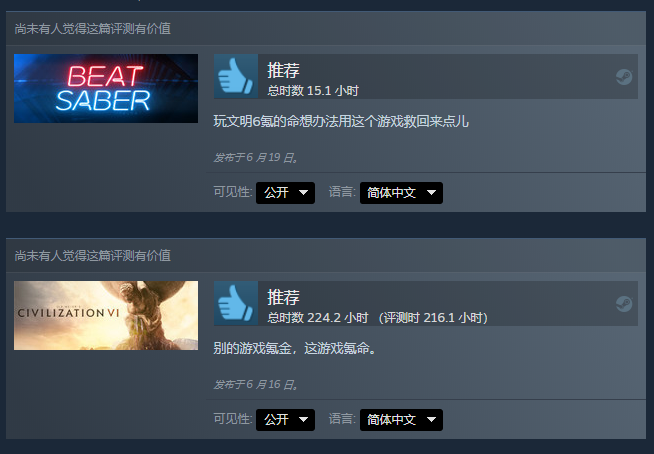 尚未有人觉得这篇评测有价值
BEAT
SABER
推荐
总时数 15.1 小时
玩文明6氪的命想办法用这个游戏救回来点儿
发布于 6 月 19 日。
可见性: 公开 语言: 简体中文
尚未有人觉得这篇评测有价值
CIVILIZATION VI
推荐
总时数 224.2 小时 （评测时 216.1 小时）
别的游戏氪金，这游戏氪命。
发布于 6 月 16 日。
可见性: 公开 语言: 简体中文